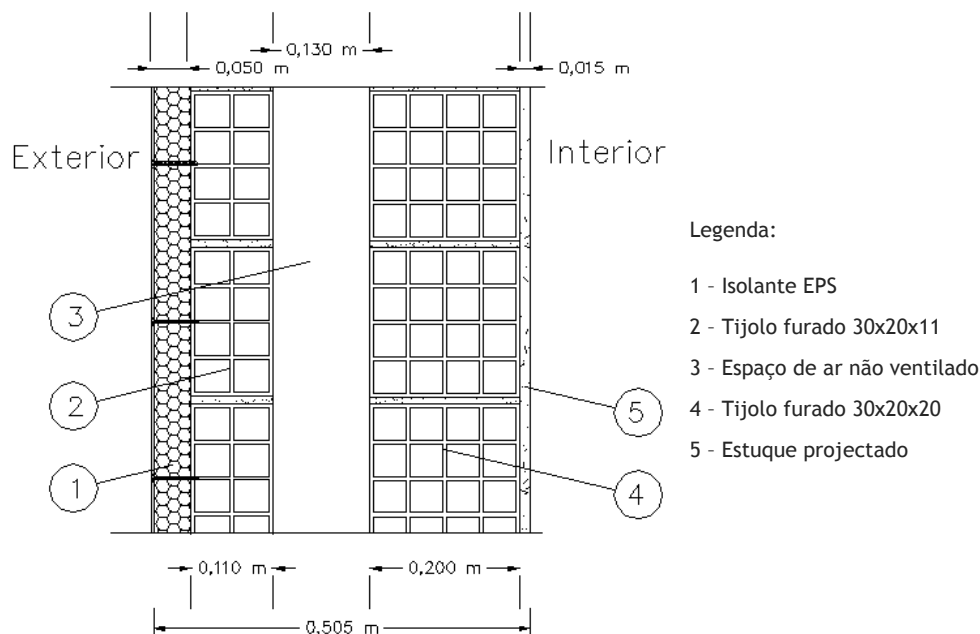 0,130 m
0,050 m
0,015 m
Exterior
Interior
3
2
1
5
4
Legenda:
1 - Isolante EPS
2 - Tijolo furado 30x20x11
3 - Espaço de ar não ventilado
4 - Tijolo furado 30x20x20
5 - Estuque projectado
0,110 m
0,200 m
0,505 m